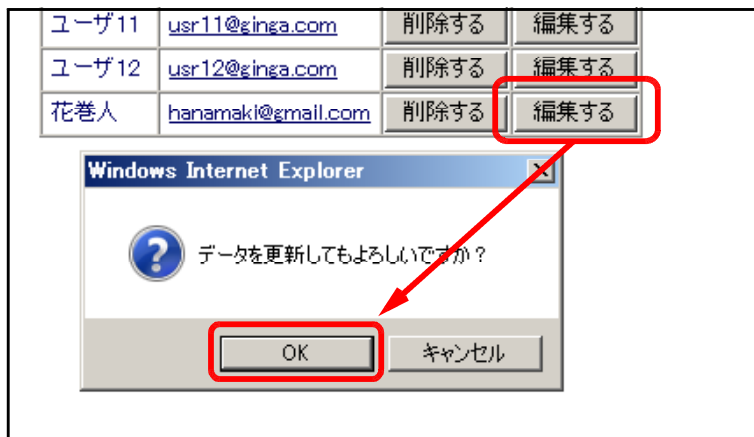 ユーザ11 usr11@ginga.com 削除する 編集する
ユーザ12 usr12@ginga.com 削除する 編集する
花巻人 hanamaki@gmail.com 削除する 編集する
Windows Internet Explorer
データを更新してもよろしいですか？
OK キャンセル